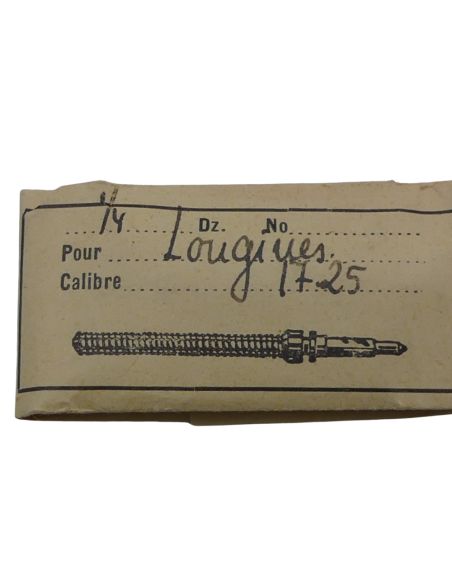 1/4 Dz. No
Pour Longines.
Calibre 17.25